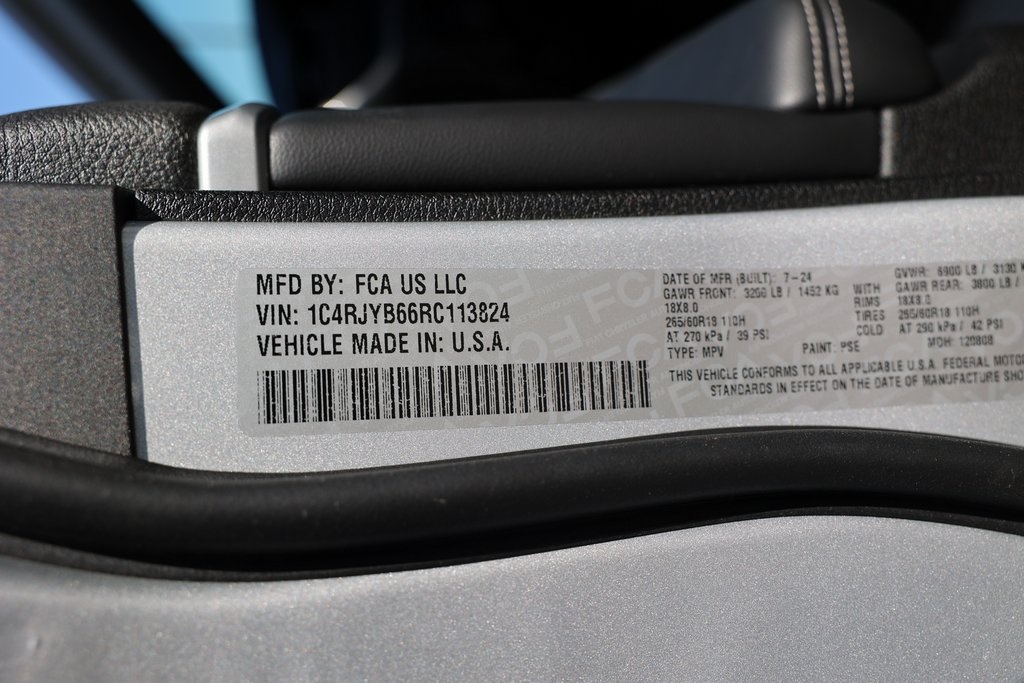 MFD BY: FCA US LLC
VIN: 1C4RJYB66RC113824
VEHICLE MADE IN: U.S.A.
DATE OF MFR (BUILT): 7-24 GVWR: 6900 LB / 3130
GAWR FRONT: 3200 LB / 1452 KG WITH GAWR REAR: 3800 LB /
18X8.0 RIMS 18X8.0
265/60R18 110H TIRES 265/60R18 110H
AT 270 kPa / 39 PSI COLD AT 290 kPa / 42 PSI
TYPE: MPV PAINT: PSE MDH:
THIS VEHICLE CONFORMS TO ALL APPLICABLE U.S.A. FEDERAL
STANDARDS IN EFFECT ON THE DATE OF MANUFACTURE